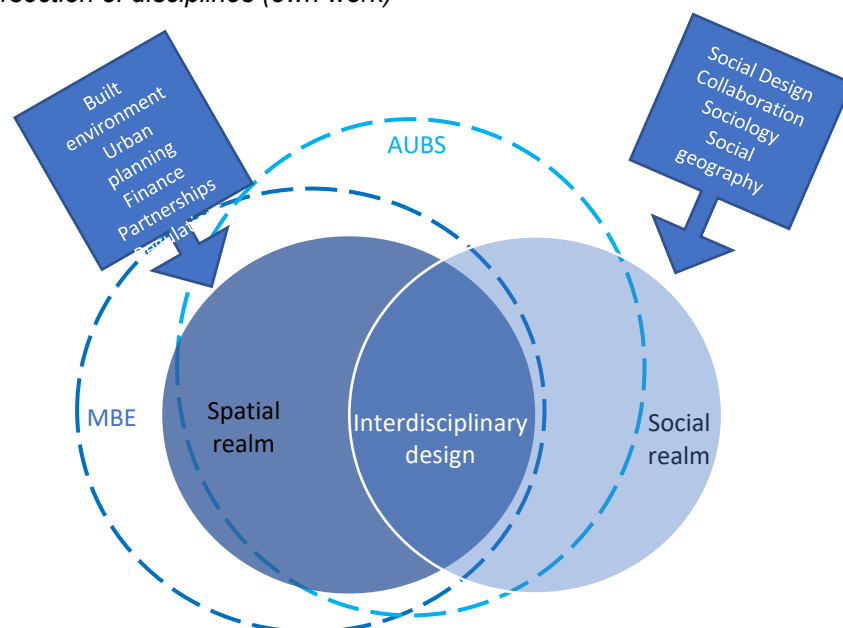 of disciplines (own work)
Built
environment
Urban
planning
Finance
Partnerships
Social Design
Collaboration
Sociology
Social
geography
AUBS
MBE
Spatial
realm
Interdisciplinary
design
Social
realm